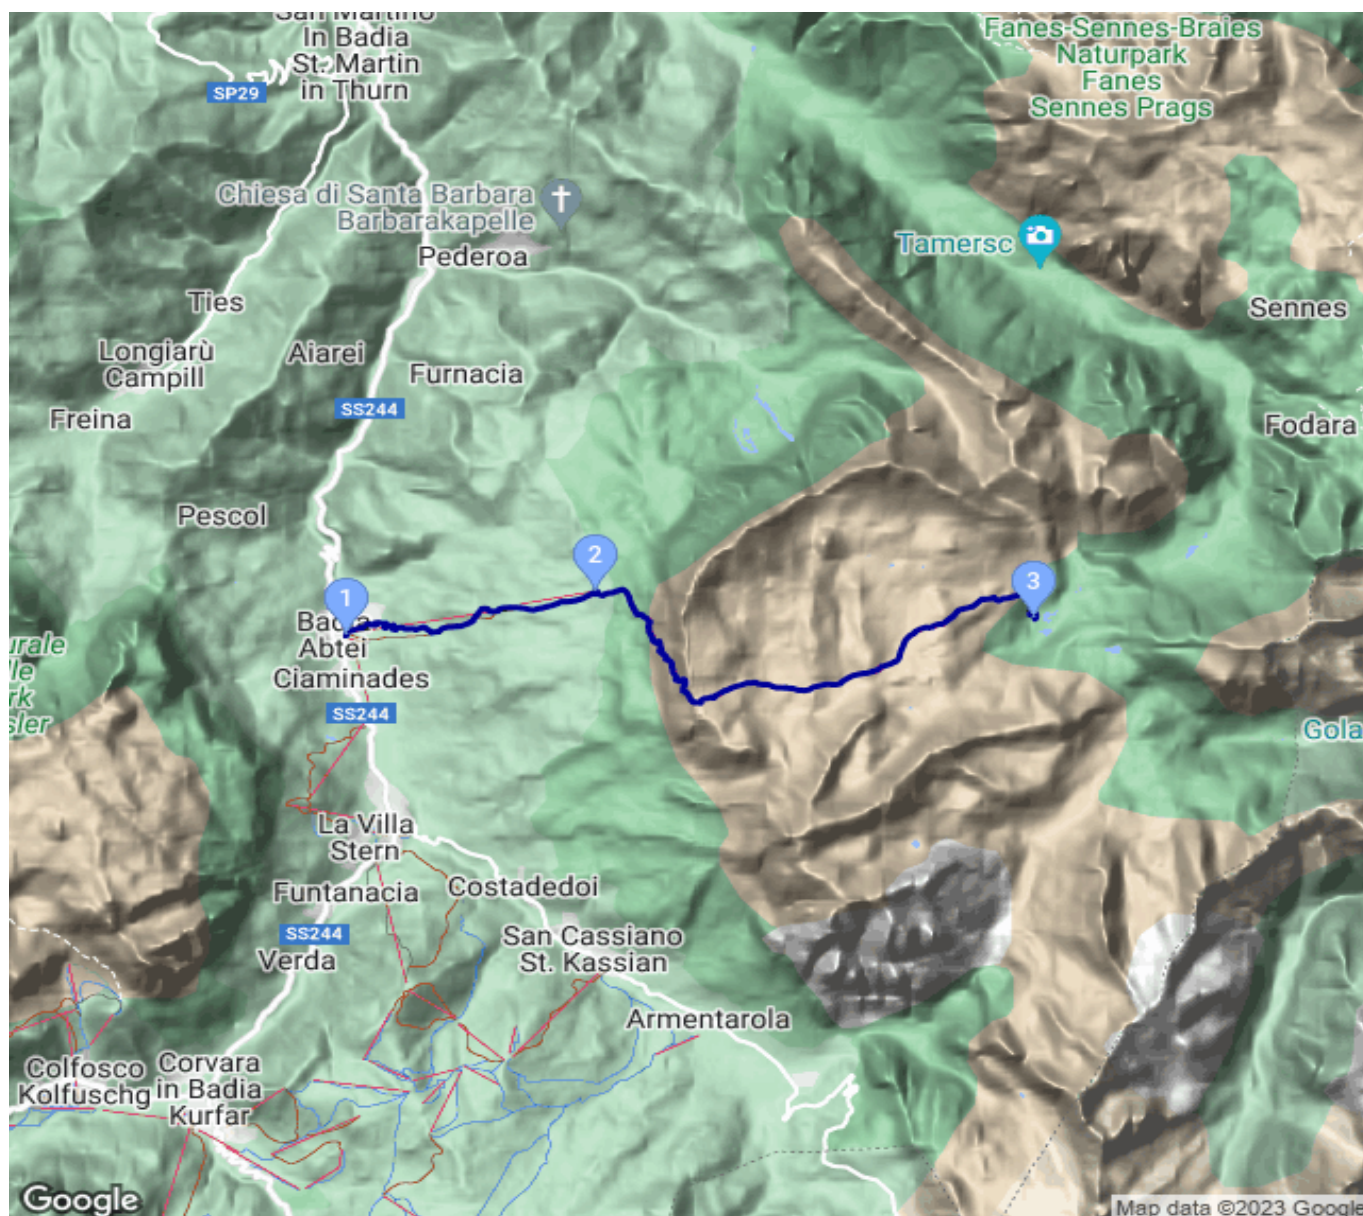 San Martino
In Badia
St. Martin
in Thurn
SP29
Fanes-Sennes-Braies
Naturpark
Fanes
Sennes Prags
Chiesa di Santa Barbara
Barbarakapelle
Pederoa
Tamersc
Ties
Sennes
Longiarù
Campill
Aiarei
Furnacia
Freina
SS244
Fodara
Pescol
1
2
3
Badia
Abtei
Ciaminades
SS244
Gola
La Villa
Stern
Funtanacia
Costadedoi
SS244
Verda
San Cassiano
St. Kassian
Armentarola
Colfosco
Kolfuschg
Corvara
in Badia
Kurfar
Google
Map data ©2023 Google